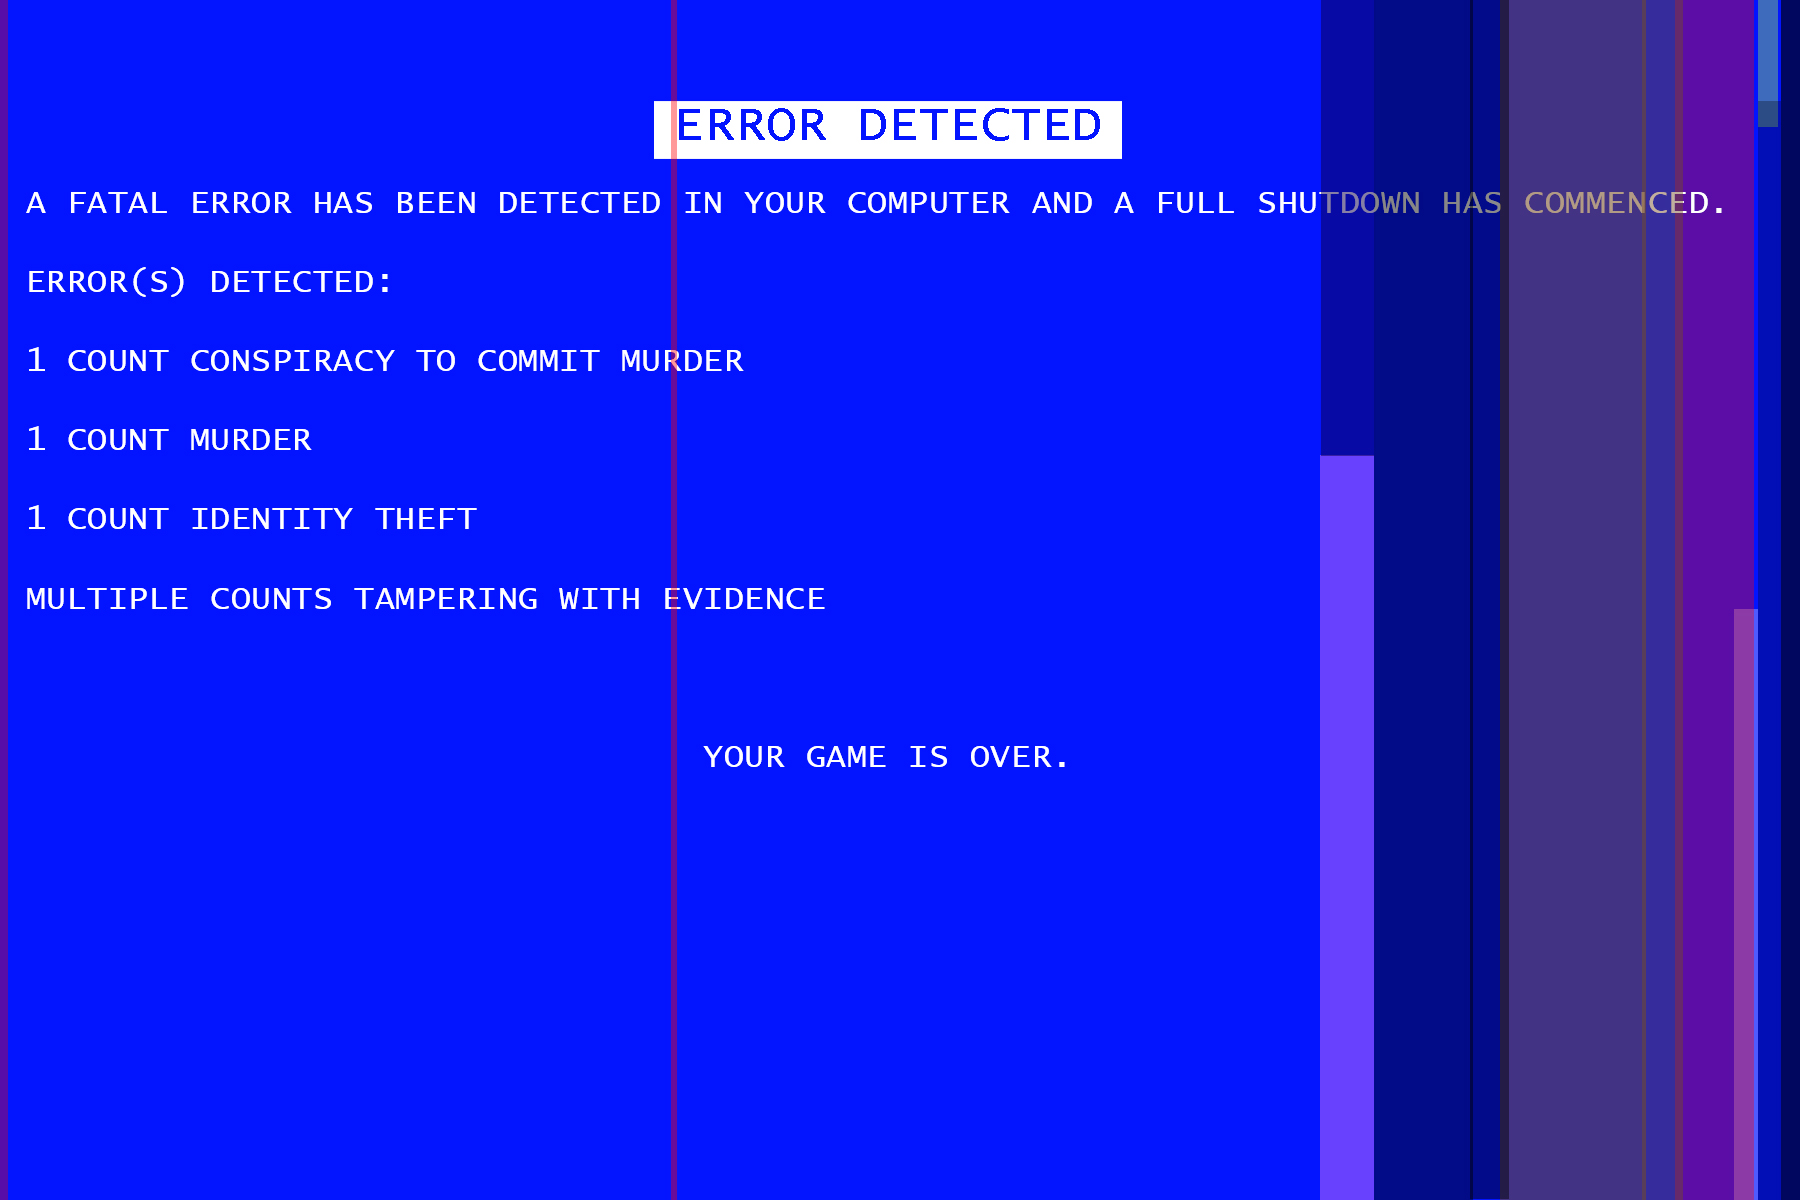 ERROR DETECTED
A FATAL ERROR HAS BEEN DETECTED IN YOUR COMPUTER AND A FULL SHUTDOWN HAS COMMENCED.
ERROR(S) DETECTED:
1 COUNT CONSPIRACY TO COMMIT MURDER
1 COUNT MURDER
1 COUNT IDENTITY THEFT
MULTIPLE COUNTS TAMPERING WITH EVIDENCE
YOUR GAME IS OVER.